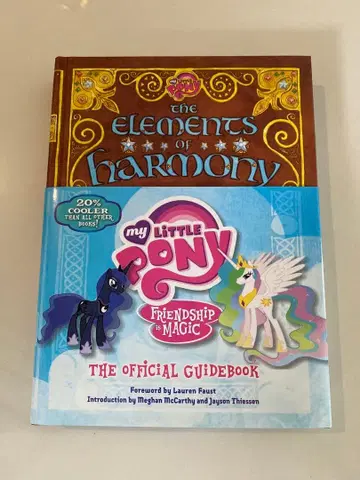 the
Elements
of
harmony
20%
COOLER
THAN ALL OTHER
BOOKS!
my LITTLE
PONY
FRIENDSHIP
is MAGIC
THE OFFICIAL GUIDEBOOK
Foreword by Lauren Faust
Introduction by Meghan McCarthy and Jayson Thiessen